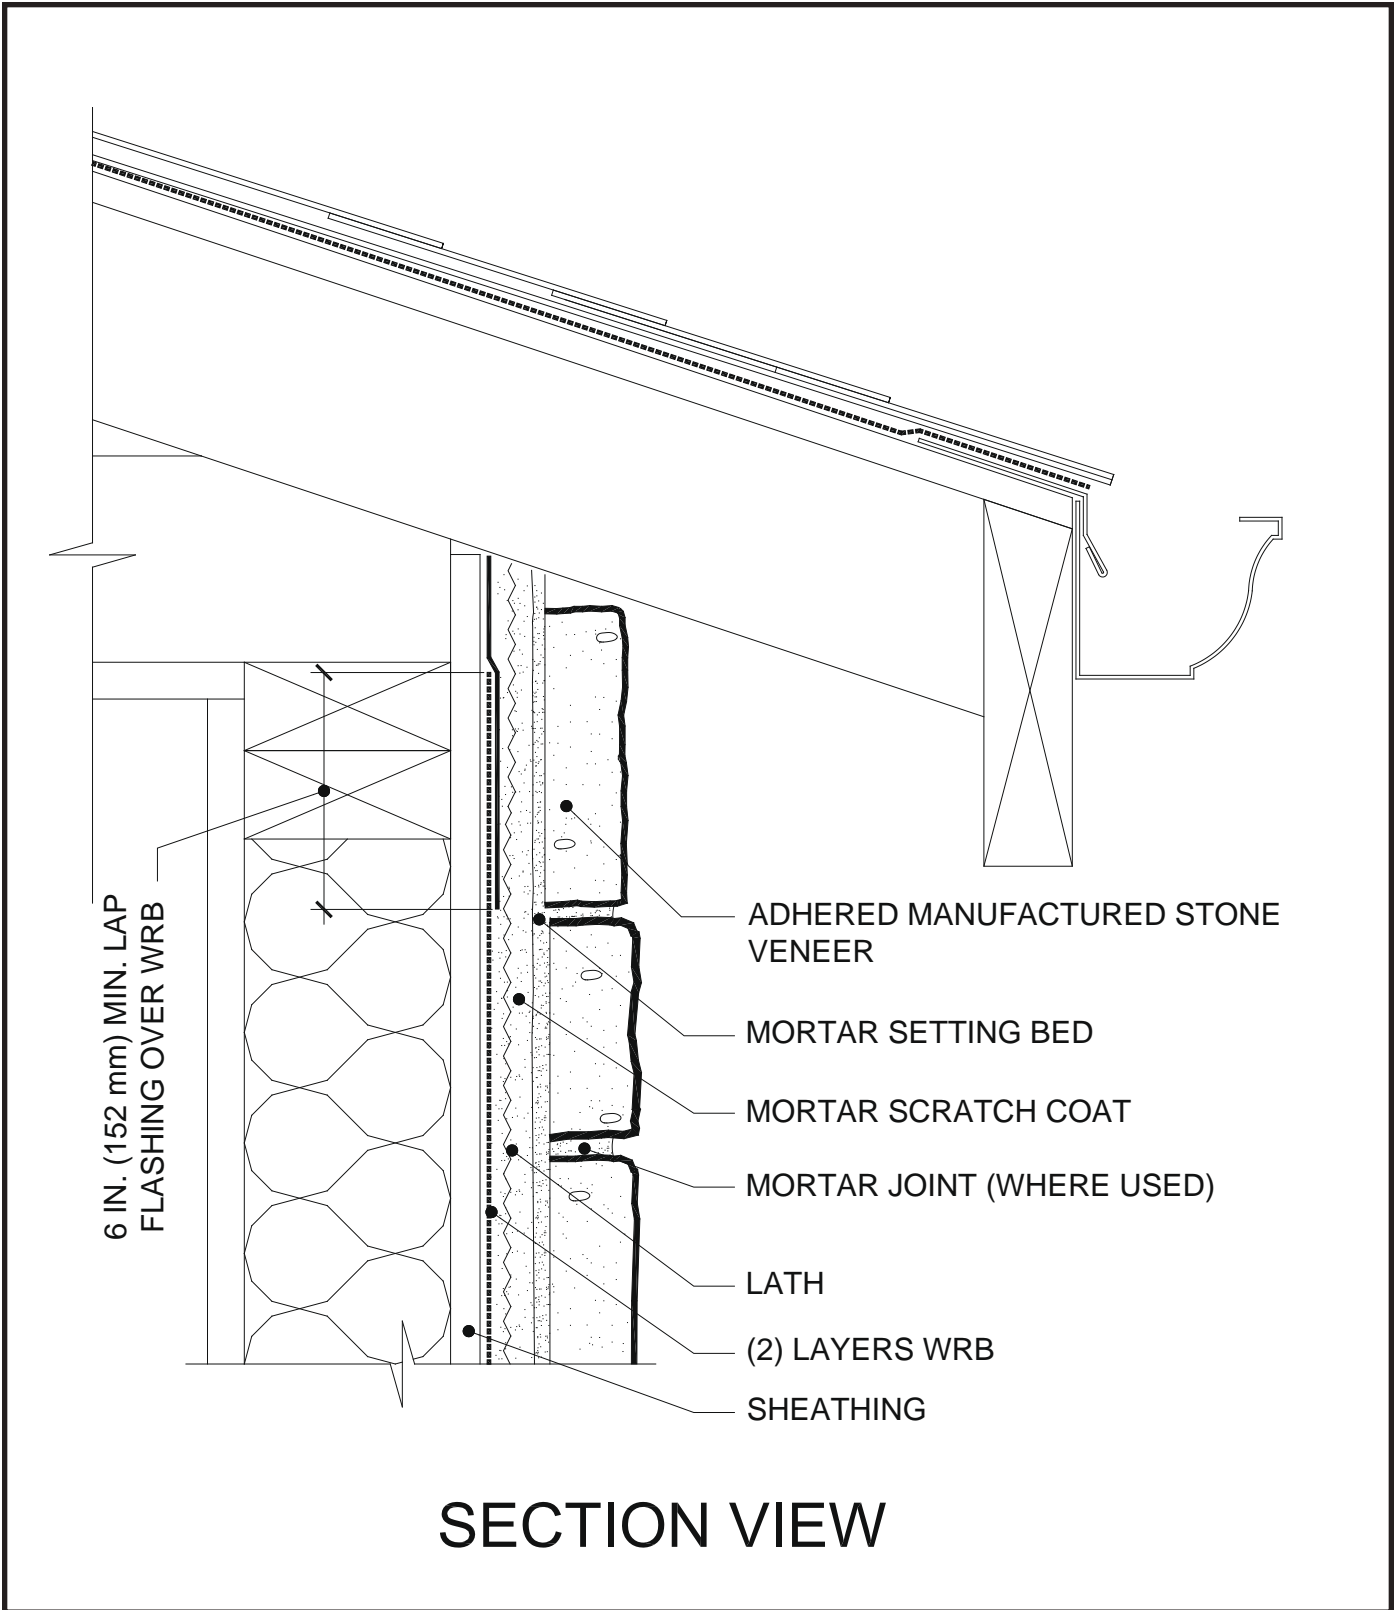 6 IN. (152 mm) MIN. LAP
FLASHING OVER WRB
ADHERED MANUFACTURED STONE
VENEER
MORTAR SETTING BED
MORTAR SCRATCH COAT
MORTAR JOINT (WHERE USED)
LATH
(2) LAYERS WRB
SHEATHING
SECTION VIEW